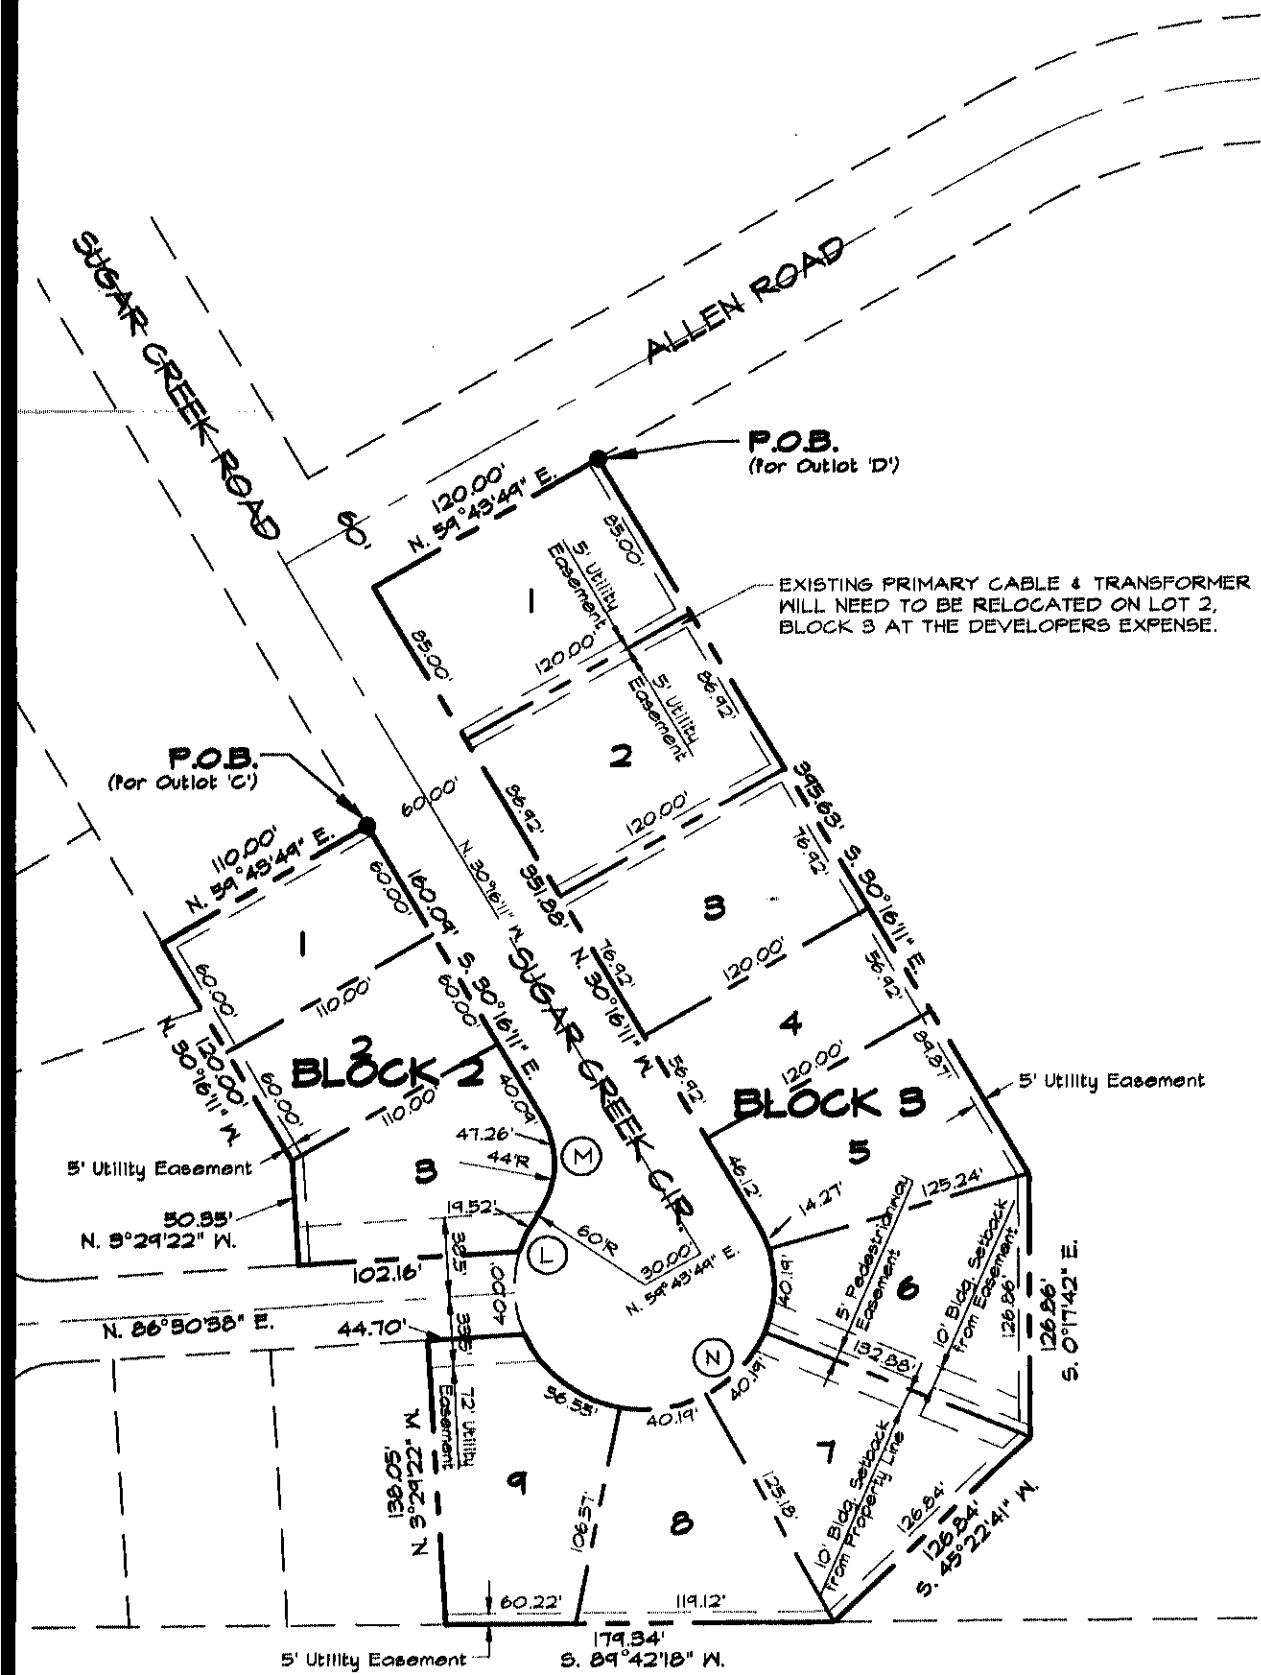 SUGAR CREEK ROAD
ALLEN ROAD
60'
P.O.B.
(for Outlot 'D')
120.00'
N. 59°43'49" E.
85.00'
5' Utility
Easement
1
EXISTING PRIMARY CABLE & TRANSFORMER
WILL NEED TO BE RELOCATED ON LOT 2,
BLOCK 3 AT THE DEVELOPERS EXPENSE.
85.00'
120.00'
5' Utility
Easement
86.92'
2
P.O.B.
(for Outlot 'C')
60.00'
86.92'
120.00'
395.63' S. 30°16'11" E.
76.92'
110.00'
N. 59°43'49" E.
60.00'
160.09' S. 30°16'11" E.
N. 30°16'11" W.
351.88' N. 30°16'11" W.
3
1
60.00'
110.00'
60.00'
SUGAR CREEK CIR.
76.92'
120.00'
56.92'
4
N. 30°16'11" W.
120.00'
60.00'
2
BLOCK 2
110.00'
40.09'
56.92'
120.00'
89.87'
BLOCK 3
5' Utility Easement
47.26'
M
44'R
5
46.12'
14.27'
125.24'
5' Utility Easement
3
50.35'
N. 3°29'22" W.
19.52'
60'R
30.00'
N. 59°43'49" E.
L
102.16'
40.00'
40.19'
5' Pedestrianway
Easement
6
10' Bldg. Setback
from Easement
126.86'
126.86'
S. 0°17'42" E.
N. 86°30'38" E.
44.70'
132.88'
N
40.19'
56.55'
40.19'
12' Utility
Easement
138.05'
N. 3°29'22" W.
9
106.57'
8
125.18'
7
10' Bldg. Setback
from Property Line
126.84'
126.84'
S. 45°22'41" W.
60.22'
119.12'
179.34'
S. 89°42'18" W.
5' Utility Easement